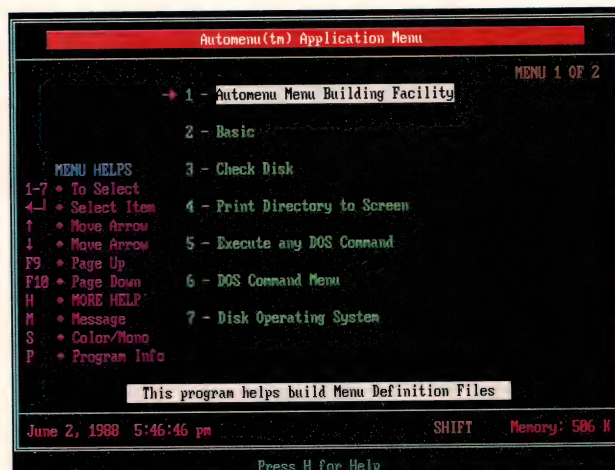 Automenu(tm) Application Menu
MENU 1 OF 2
1 - Automenu Menu Building Facility
2 - Basic
3 - Check Disk
4 - Print Directory to Screen
5 - Execute any DOS Command
6 - DOS Command Menu
7 - Disk Operating System
MENU HELPS
1-7 • To Select
◄┘ • Select Item
↑ • Move Arrow
↓ • Move Arrow
F9 • Page Up
F10 • Page Down
H • MORE HELP
M • Message
S • Color/Mono
P • Program Info
This program helps build Menu Definition Files
June 2, 1988 5:46:46 pm
SHIFT
Memory: 506 K
Press H for Help